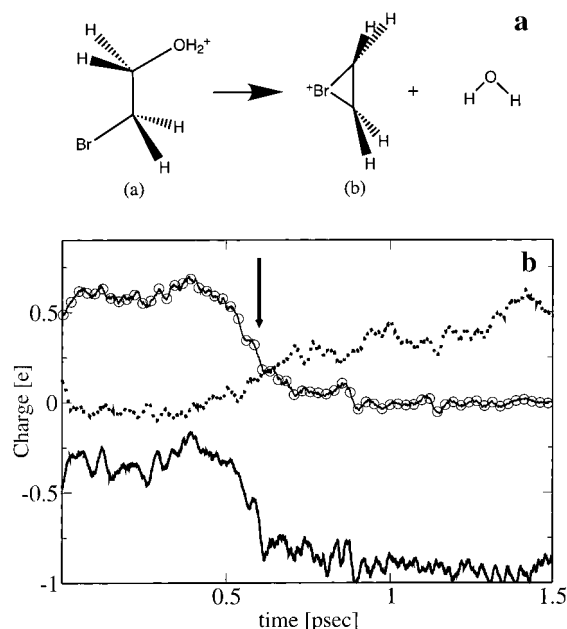 a
H
H
OH₂⁺
Br
H
H
(a)
H
H
⁺Br
H
H
(b)
+
O
H H
b
Charge [e]
0.5
0
-0.5
-1
0.5 1 1.5
time [psec]